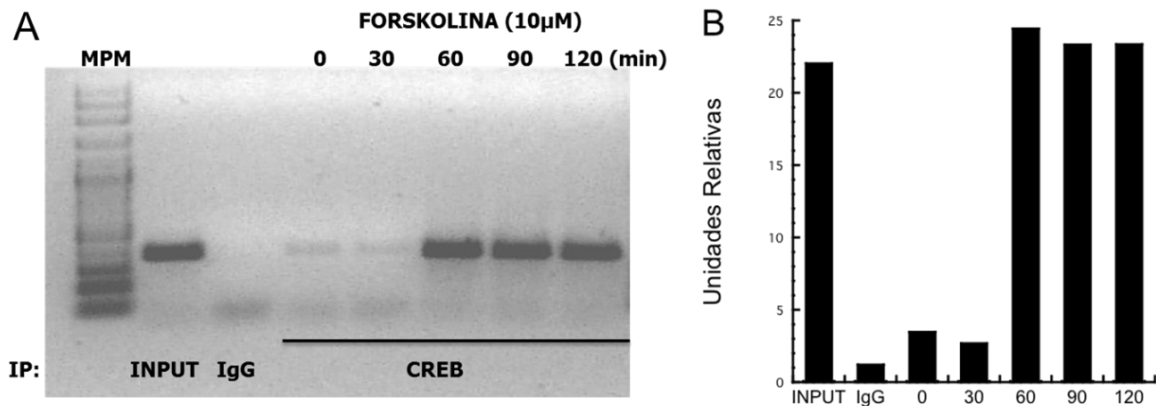 A
FORSKOLINA (10µM)
MPM 0 30 60 90 120 (min)
IP: INPUT IgG CREB
B
Unidades Relativas
25
20
15
10
5
0
INPUT IgG 0 30 60 90 120